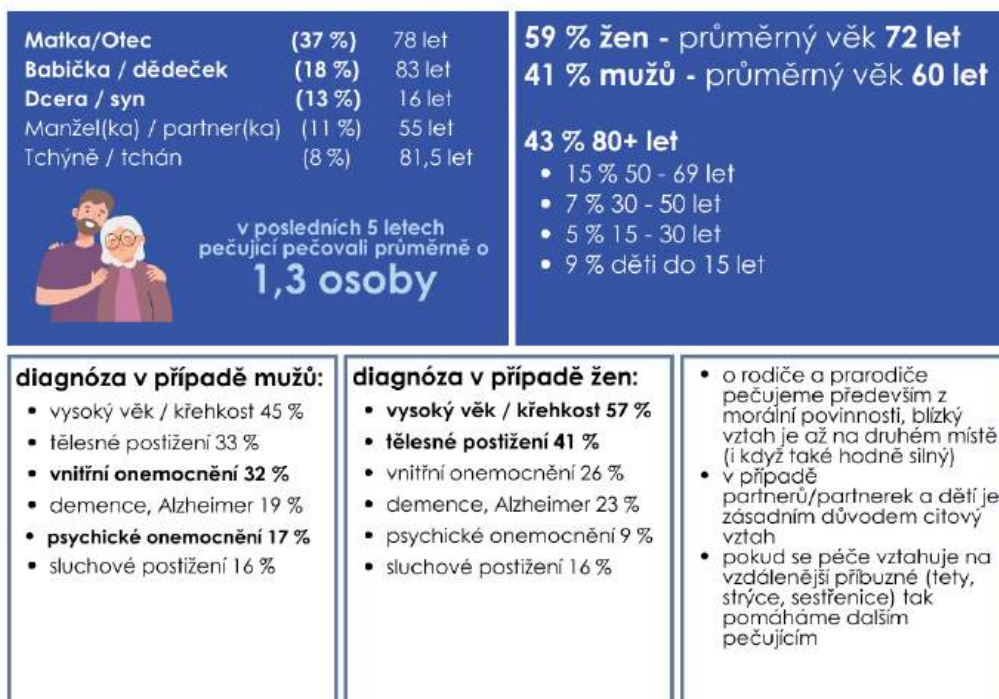 Matka/Otec (37 %) 78 let
Babička / dědeček (18 %) 83 let
Dcera / syn (13 %) 16 let
Manžel(ka) / partner(ka) (11 %) 55 let
Tchýně / tchán (8 %) 81,5 let
v posledních 5 letech
pečující pečovali průměrně o
1,3 osoby
59 % žen - průměrný věk 72 let
41 % mužů - průměrný věk 60 let
43 % 80+ let
• 15 % 50 - 69 let
• 7 % 30 - 50 let
• 5 % 15 - 30 let
• 9 % děti do 15 let
diagnóza v případě mužů:
• vysoký věk / křehkost 45 %
• tělesné postižení 33 %
• vnitřní onemocnění 32 %
• demence, Alzheimer 19 %
• psychické onemocnění 17 %
• sluchové postižení 16 %
diagnóza v případě žen:
• vysoký věk / křehkost 57 %
• tělesné postižení 41 %
• vnitřní onemocnění 26 %
• demence, Alzheimer 23 %
• psychické onemocnění 9 %
• sluchové postižení 16 %
• o rodiče a prarodiče
pečujeme především z
morální povinnosti, blízký
vztah je až na druhém místě
(i když také hodně silný)
• v případě
partnerů/partnerek a dětí je
zásadním důvodem citový
vztah
• pokud se péče vztahuje na
vzdálenější příbuzné (tety,
strýce, sestřenice) tak
pomáháme dalším
pečujícím